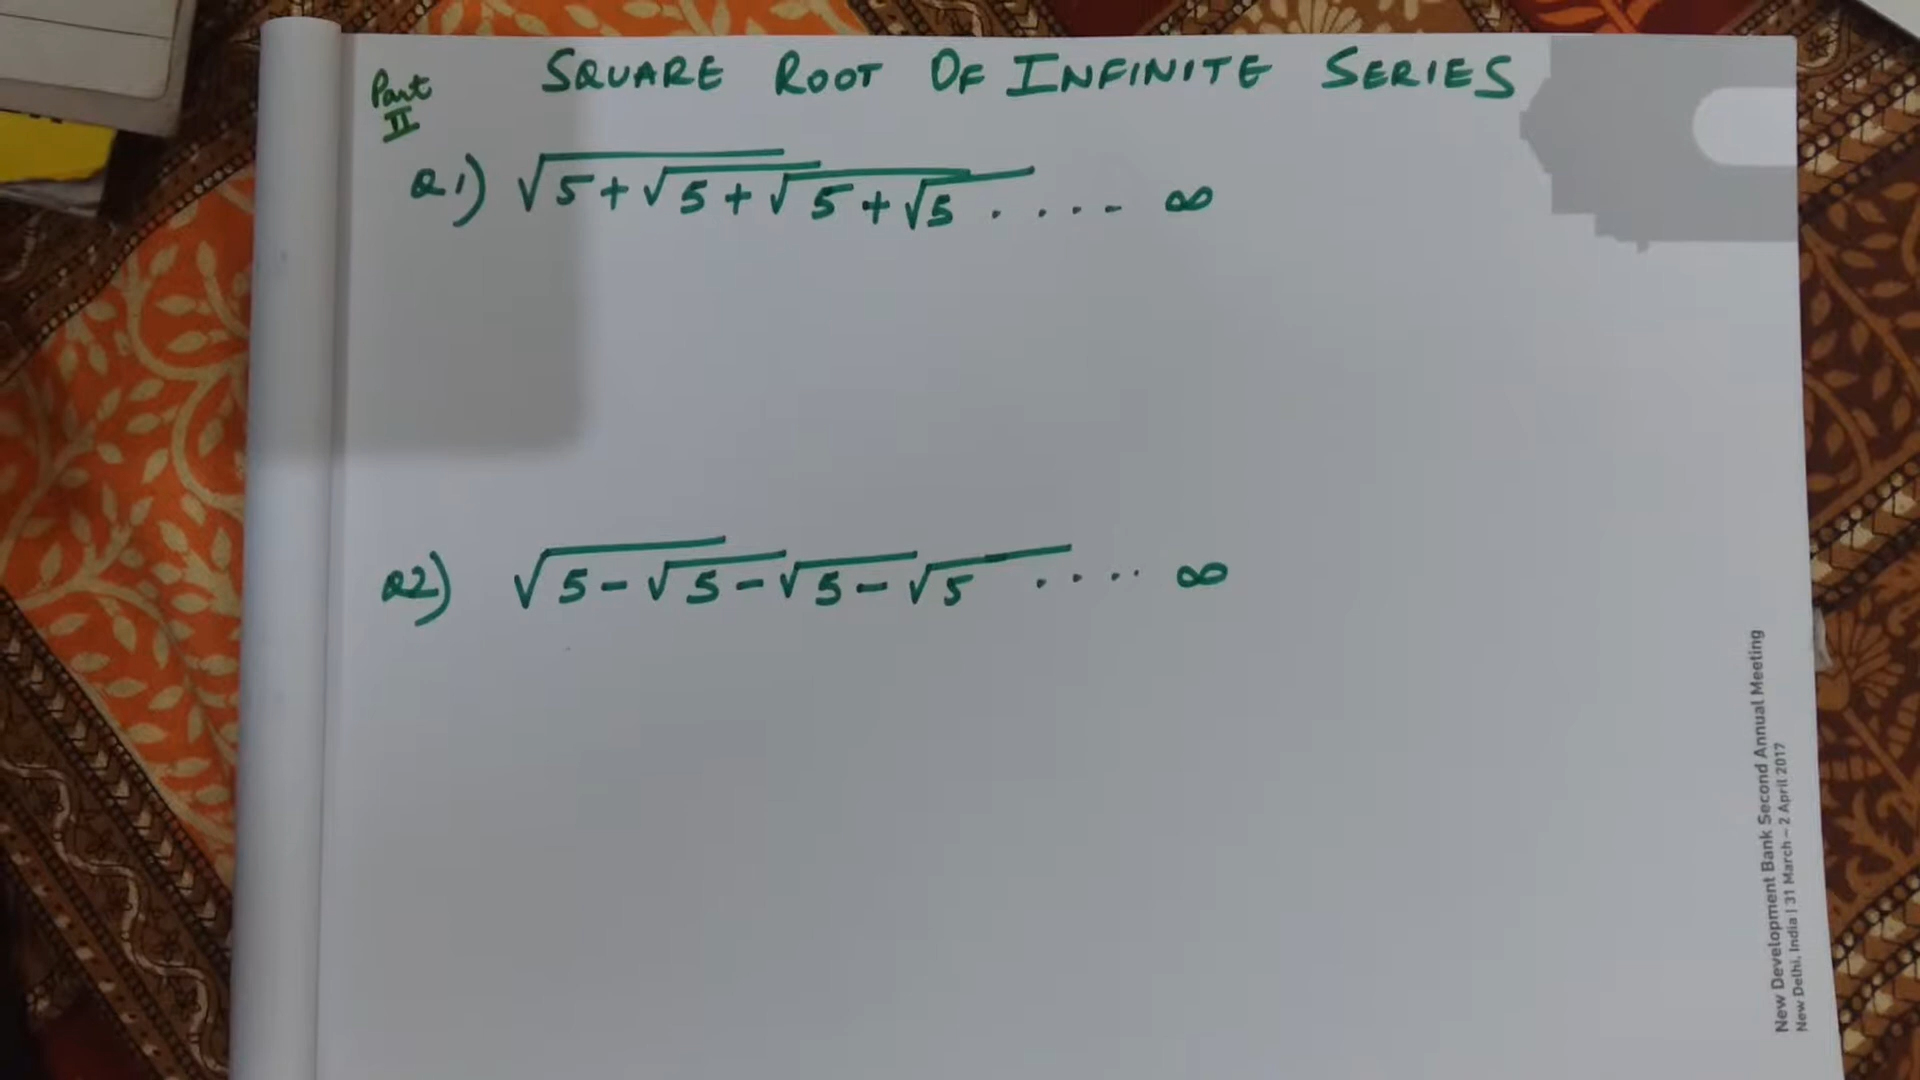 SQUARE ROOT OF INFINITE SERIES
Part
II
Q1) √5+√5+√5+√5 . . . . - ∞
Q2) √5-√5-√5-√5 . . . . ∞
New Development Bank Second Annual Meeting
New Delhi, India | 31 March – 2 April 2017